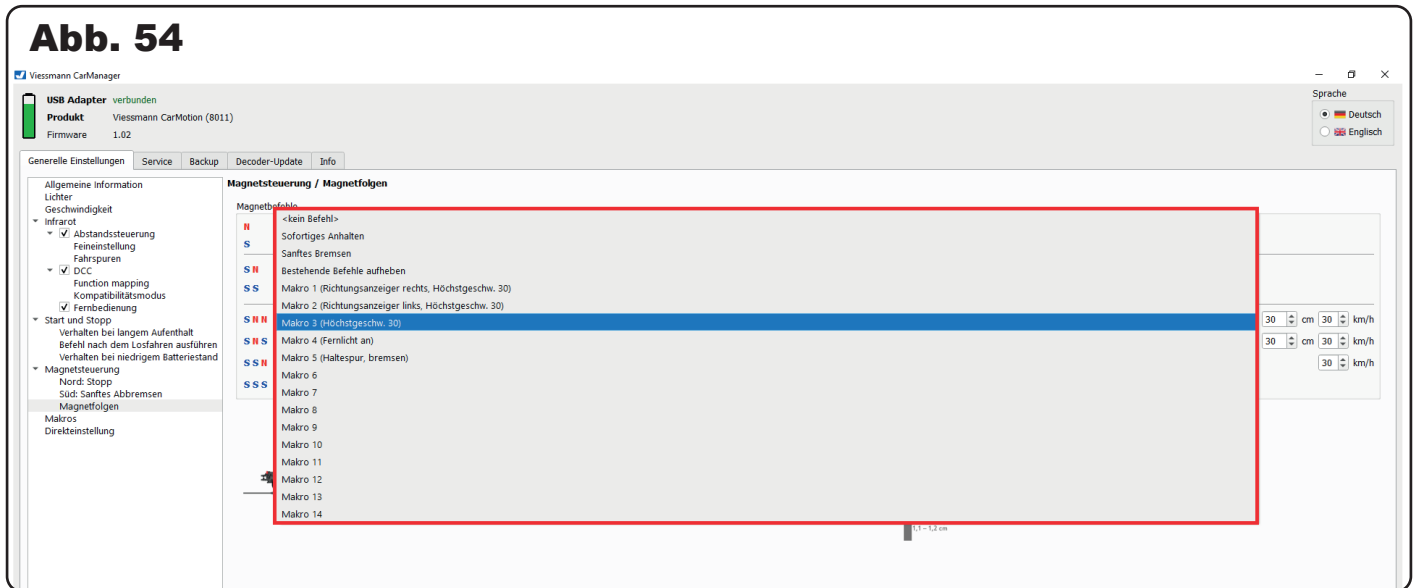 Abb. 54
Viessmann CarManager
USB Adapter verbunden
Produkt Viessmann CarMotion (8011)
Firmware 1.02
Sprache
Deutsch
Englisch
Generelle Einstellungen Service Backup Decoder-Update Info
Allgemeine Information
Lichter
Geschwindigkeit
Infrarot
Abstandssteuerung
Feineinstellung
Fahrspuren
DCC
Function mapping
Kompatibilitätsmodus
Fernbedienung
Start und Stopp
Verhalten bei langem Aufenthalt
Befehl nach dem Losfahren ausführen
Verhalten bei niedrigem Batteriestand
Magnetsteuerung
Nord: Stopp
Süd: Sanftes Abbremsen
Magnetfolgen
Makros
Direkteinstellung
Magnetsteuerung / Magnetfolgen
Magnetbefehle
N
S
S N
S S
S N N
S N S
S S N
S S S
<kein Befehl>
Sofortiges Anhalten
Sanftes Bremsen
Bestehende Befehle aufheben
Makro 1 (Richtungsanzeiger rechts, Höchstgeschw. 30)
Makro 2 (Richtungsanzeiger links, Höchstgeschw. 30)
Makro 3 (Höchstgeschw. 30)
Makro 4 (Fernlicht an)
Makro 5 (Haltespur, bremsen)
Makro 6
Makro 7
Makro 8
Makro 9
Makro 10
Makro 11
Makro 12
Makro 13
Makro 14
30 cm 30 km/h
30 cm 30 km/h
30 km/h
1,1 – 1,2 cm